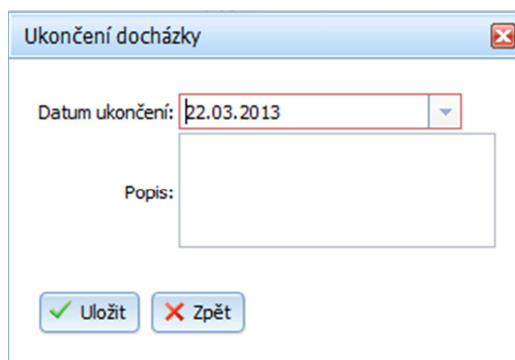 Ukončení docházky
Datum ukončení: 22.03.2013
Popis:
Uložit Zpět